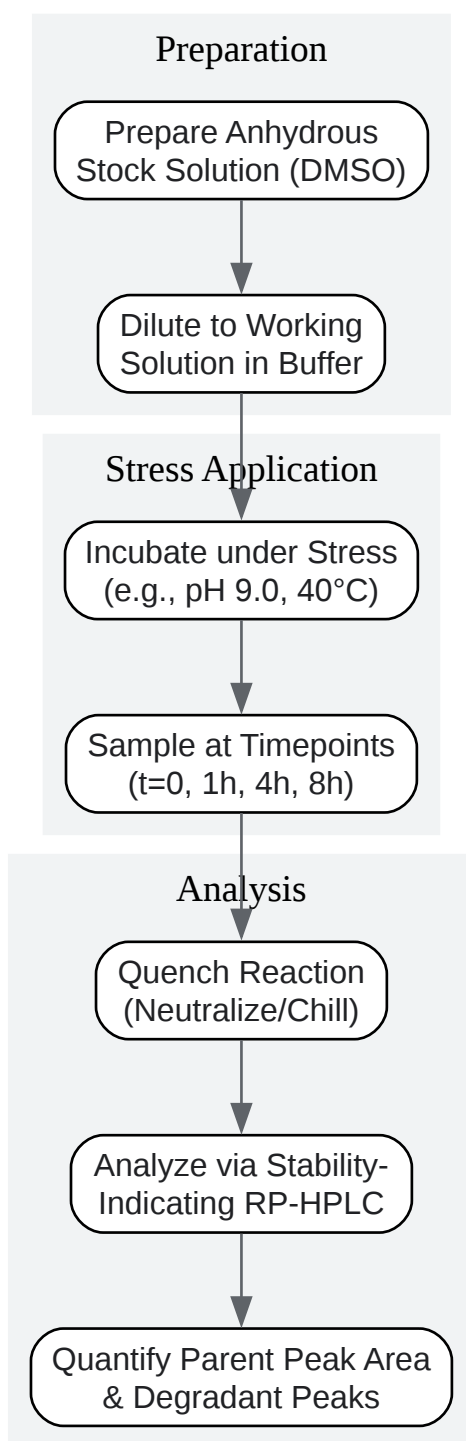 Preparation
Prepare Anhydrous
Stock Solution (DMSO)
Dilute to Working
Solution in Buffer
Stress Application
Incubate under Stress
(e.g., pH 9.0, 40°C)
Sample at Timepoints
(t=0, 1h, 4h, 8h)
Analysis
Quench Reaction
(Neutralize/Chill)
Analyze via Stability-
Indicating RP-HPLC
Quantify Parent Peak Area
& Degradant Peaks